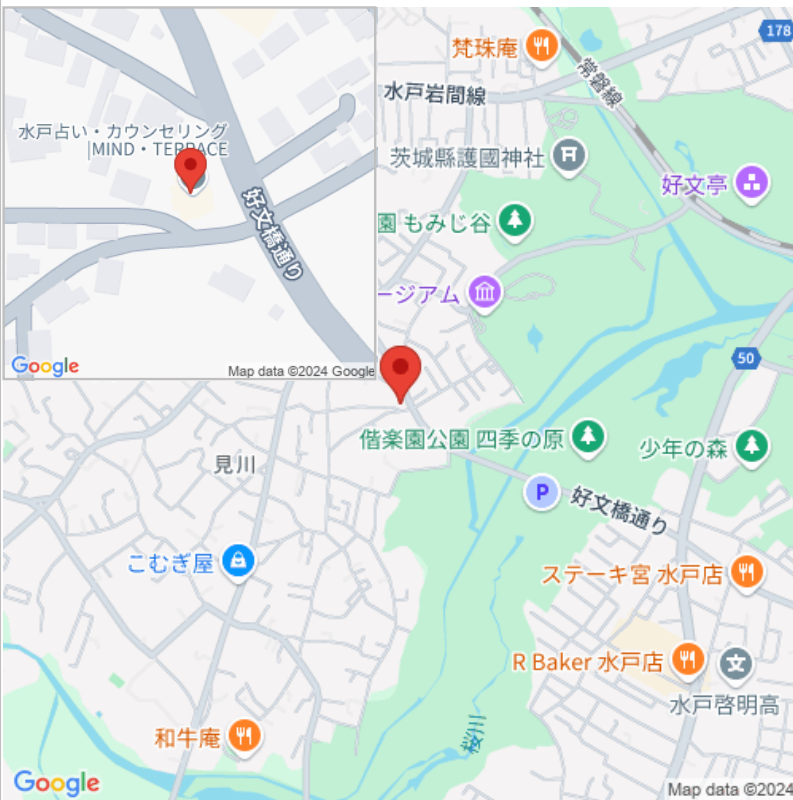 水戸占い・カウンセリング
|MIND・TERRACE
好文橋通り
Google
Map data ©2024 Google
178
梵珠庵
常磐線
水戸岩間線
茨城縣護國神社
好文亭
園 もみじ谷
ージアム
50
偕楽園公園 四季の原
少年の森
見川
P
好文橋通り
こむぎ屋
ステーキ宮 水戸店
R Baker 水戸店
文
水戸啓明高
和牛庵
桜川
Google
Map data ©2024